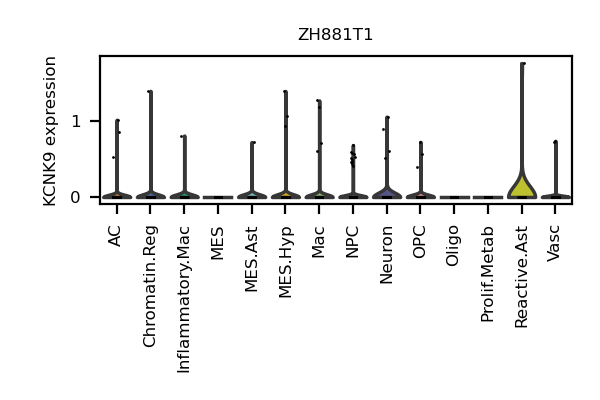 ZH881T1
KCNK9 expression
1
0
AC
Chromatin.Reg
Inflammatory.Mac
MES
MES.Ast
MES.Hyp
Mac
NPC
Neuron
OPC
Oligo
Prolif.Metab
Reactive.Ast
Vasc